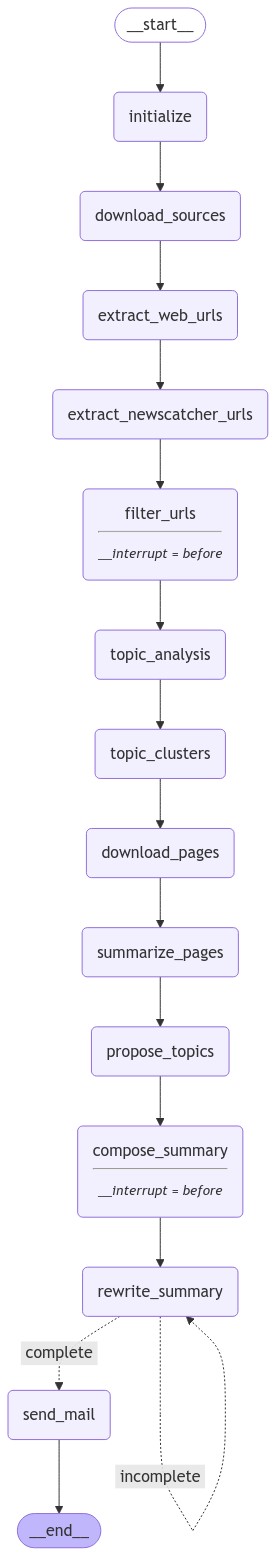 __start__
initialize
download_sources
extract_web_urls
extract_newscatcher_urls
filter_urls
__interrupt = before
topic_analysis
topic_clusters
download_pages
summarize_pages
propose_topics
compose_summary
__interrupt = before
rewrite_summary
complete
send_mail
incomplete
__end__